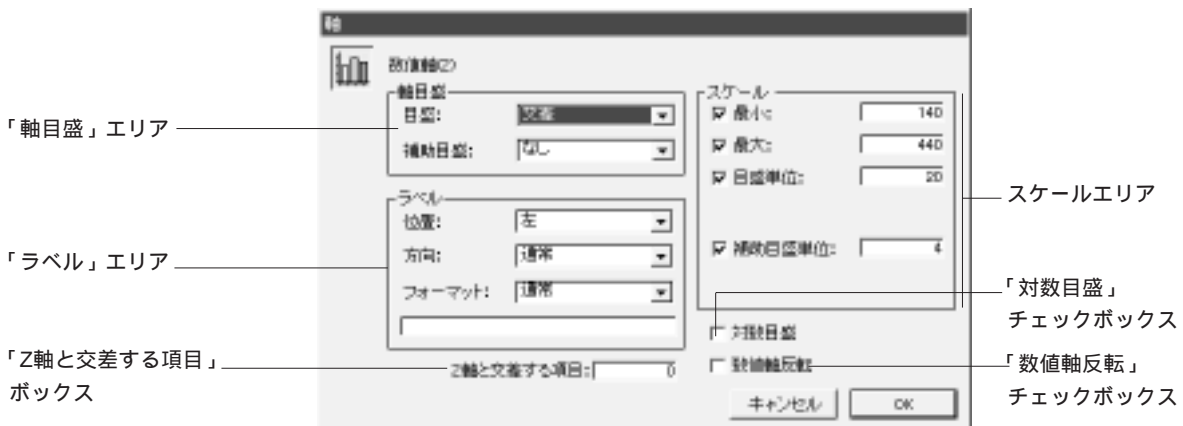 軸
数値軸(Z)
軸目盛
目盛: 交差
補助目盛: なし
ラベル
位置: 左
方向: 通常
フォーマット: 通常
Z軸と交差する項目: 0
スケール
最小: 140
最大: 440
目盛単位: 20
補助目盛単位: 4
対数目盛
数値軸反転
キャンセル
OK
「軸目盛」エリア
「ラベル」エリア
「Z軸と交差する項目」
ボックス
スケールエリア
「対数目盛」
チェックボックス
「数値軸反転」
チェックボックス